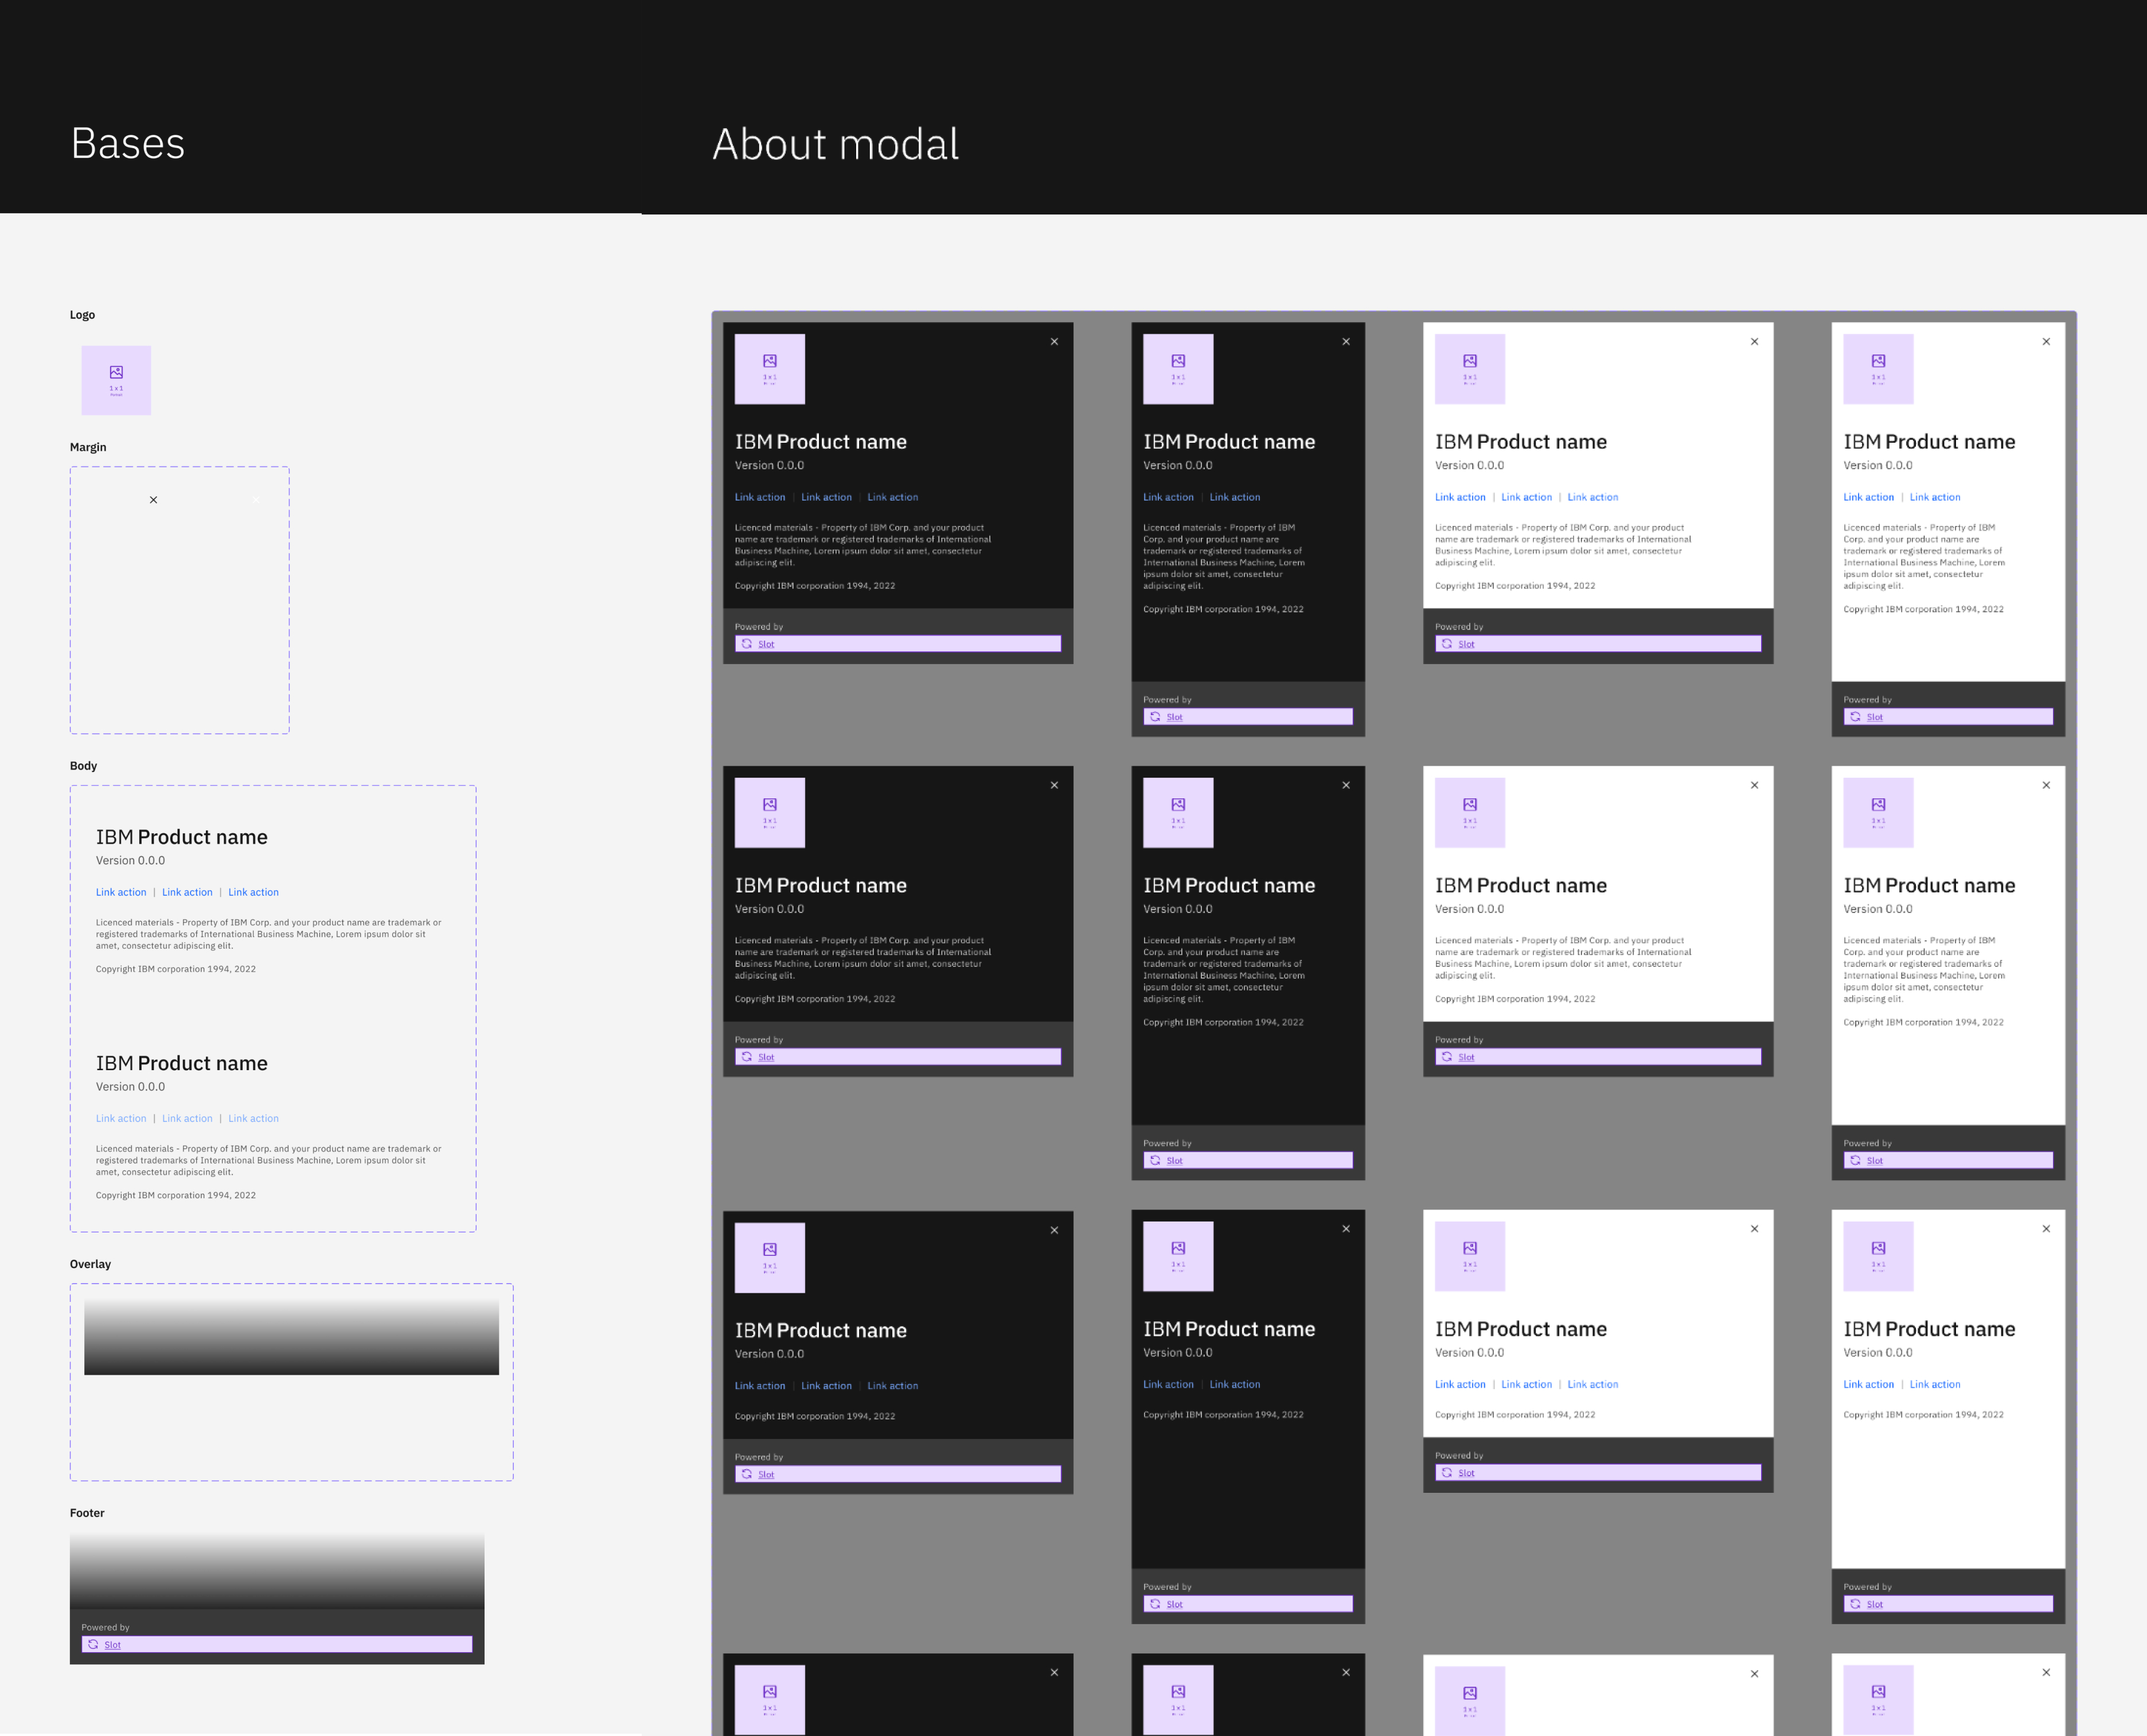 Bases
Logo
1x1
Margin
Body
IBM Product name
Version 0.0.0
Link action | Link action | Link action
Licenced materials - Property of IBM Corp. and your product name are trademark or
registered trademarks of International Business Machine, Lorem ipsum dolor sit
amet, consectetur adipiscing elit.
Copyright IBM corporation 1994, 2022
IBM Product name
Version 0.0.0
Link action | Link action | Link action
Licenced materials - Property of IBM Corp. and your product name are trademark or
registered trademarks of International Business Machine, Lorem ipsum dolor sit
amet, consectetur adipiscing elit.
Copyright IBM corporation 1994, 2022
Overlay
Footer
Powered by
Slot
About modal
1x1
IBM Product name
Version 0.0.0
Link action | Link action | Link action
Licenced materials - Property of IBM Corp. and your product
name are trademark or registered trademarks of International
Business Machine, Lorem ipsum dolor sit amet, consectetur
adipiscing elit.
Copyright IBM corporation 1994, 2022
Powered by
Slot
1x1
IBM Product name
Version 0.0.0
Link action | Link action
Licenced materials - Property of IBM
Corp. and your product name are
trademark or registered trademarks of
International Business Machine, Lorem
ipsum dolor sit amet, consectetur
adipiscing elit.
Copyright IBM corporation 1994, 2022
Powered by
Slot
1x1
IBM Product name
Version 0.0.0
Link action | Link action | Link action
Licenced materials - Property of IBM Corp. and your product
name are trademark or registered trademarks of International
Business Machine, Lorem ipsum dolor sit amet, consectetur
adipiscing elit.
Copyright IBM corporation 1994, 2022
Powered by
Slot
1x1
IBM Product name
Version 0.0.0
Link action | Link action
Licenced materials - Property of IBM
Corp. and your product name are
trademark or registered trademarks of
International Business Machine, Lorem
ipsum dolor sit amet, consectetur
adipiscing elit.
Copyright IBM corporation 1994, 2022
Powered by
Slot
1x1
IBM Product name
Version 0.0.0
Licenced materials - Property of IBM Corp. and your product
name are trademark or registered trademarks of International
Business Machine, Lorem ipsum dolor sit amet, consectetur
adipiscing elit.
Copyright IBM corporation 1994, 2022
Powered by
Slot
1x1
IBM Product name
Version 0.0.0
Licenced materials - Property of IBM
Corp. and your product name are
trademark or registered trademarks of
International Business Machine, Lorem
ipsum dolor sit amet, consectetur
adipiscing elit.
Copyright IBM corporation 1994, 2022
Powered by
Slot
1x1
IBM Product name
Version 0.0.0
Licenced materials - Property of IBM Corp. and your product
name are trademark or registered trademarks of International
Business Machine, Lorem ipsum dolor sit amet, consectetur
adipiscing elit.
Copyright IBM corporation 1994, 2022
Powered by
Slot
1x1
IBM Product name
Version 0.0.0
Licenced materials - Property of IBM
Corp. and your product name are
trademark or registered trademarks of
International Business Machine, Lorem
ipsum dolor sit amet, consectetur
adipiscing elit.
Copyright IBM corporation 1994, 2022
Powered by
Slot
1x1
IBM Product name
Version 0.0.0
Link action | Link action | Link action
Copyright IBM corporation 1994, 2022
Powered by
Slot
1x1
IBM Product name
Version 0.0.0
Link action | Link action
Copyright IBM corporation 1994, 2022
Powered by
Slot
1x1
IBM Product name
Version 0.0.0
Link action | Link action | Link action
Copyright IBM corporation 1994, 2022
Powered by
Slot
1x1
IBM Product name
Version 0.0.0
Link action | Link action
Copyright IBM corporation 1994, 2022
Powered by
Slot
1x1
1x1
1x1
1x1